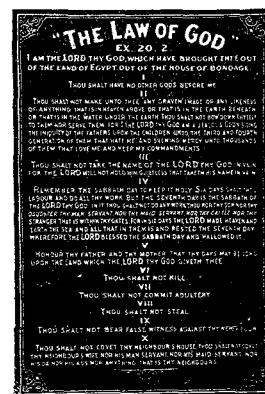 "THE LAW OF GOD"
EX. 20. 2
I AM THE LORD THY GOD, WHICH HAVE BROUGHT THEE OUT
OF THE LAND OF EGYPT OUT OF THE HOUSE OF BONDAGE.
I
THOU SHALT HAVE NO OTHER GODS BEFORE ME
II
THOU SHALT NOT MAKE UNTO THEE ANY GRAVEN IMAGE OR ANY LIKENESS
OF ANYTHING THAT IS IN HEAVEN ABOVE OR THAT IS IN THE EARTH BENEATH
OR THAT IS IN THE WATER UNDER THE EARTH THOU SHALT NOT BOW DOWN THYSELF
TO THEM NOR SERVE THEM FOR I THE LORD THY GOD AM A JEALOUS GOD VISITING
THE INIQUITY OF THE FATHERS UPON THE CHILDREN UNTO THE THIRD AND FOURTH
GENERATION OF THEM THAT HATE ME: AND SHEWING MERCY UNTO THOUSANDS
OF THEM THAT LOVE ME AND KEEP MY COMMANDMENTS
III
THOU SHALT NOT TAKE THE NAME OF THE LORD THY GOD IN VAIN
FOR THE LORD WILL NOT HOLD HIM GUILTLESS THAT TAKETH HIS NAME IN VAIN
IV
REMEMBER THE SABBATH DAY TO KEEP IT HOLY SIX DAYS SHALT THOU
LABOUR AND DO ALL THY WORK BUT THE SEVENTH DAY IS THE SABBATH OF
THE LORD THY GOD IN IT THOU SHALT NOT DO ANY WORK THOU NOR THY SON NOR THY
DAUGHTER THY MAN SERVANT NOR THY MAID SERVANT NOR THY CATTLE NOR THY
STRANGER THAT IS WITHIN THY GATES, FOR IN SIX DAYS THE LORD MADE HEAVEN AND
EARTH THE SEA AND ALL THAT IN THEM IS AND RESTED THE SEVENTH DAY
WHEREFORE THE LORD BLESSED THE SABBATH DAY AND HALLOWED IT.
V
HONOUR THY FATHER AND THY MOTHER THAT THY DAYS MAY BE LONG
UPON THE LAND WHICH THE LORD THY GOD GIVETH THEE
VI
THOU SHALT NOT KILL
VII
THOU SHALT NOT COMMIT ADULTERY
VIII
THOU SHALT NOT STEAL
IX
THOU SHALT NOT BEAR FALSE WITNESS AGAINST THY NEIGHBOUR
X
THOU SHALT NOT COVET THY NEIGHBOUR'S HOUSE, THOU SHALT NOT COVET
THY NEIGHBOUR'S WIFE NOR HIS MAN SERVANT NOR HIS MAID SERVANT NOR
HIS OX NOR HIS ASS NOR ANYTHING THAT IS THY NEIGHBOURS